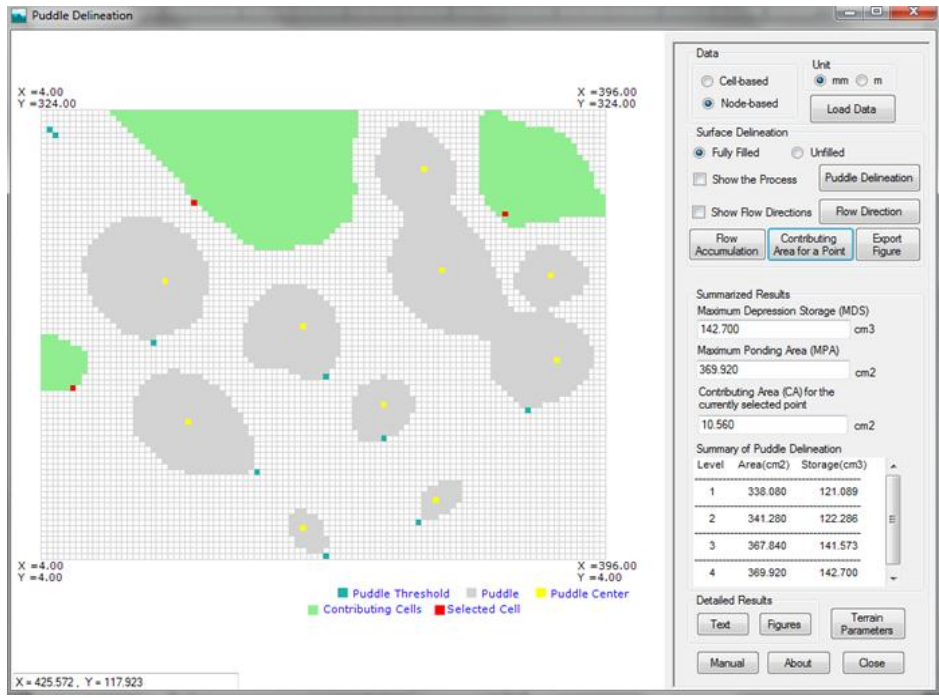 Puddle Delineation
X =4.00
Y =324.00
X =396.00
Y =324.00
X =4.00
Y =4.00
X =396.00
Y =4.00
Puddle Threshold Puddle Puddle Center
Contributing Cells Selected Cell
X = 425.572 , Y = 117.923
Data
Cell-based
Node-based
Unit
mm m
Load Data
Surface Delineation
Fully Filled Unfilled
Show the Process Puddle Delineation
Show Flow Directions Flow Direction
Flow
Accumulation
Contributing
Area for a Point
Export
Figure
Summarized Results
Maximum Depression Storage (MDS)
142.700 cm3
Maximum Ponding Area (MPA)
369.920 cm2
Contributing Area (CA) for the
currently selected point
10.560 cm2
Summary of Puddle Delineation
Level Area(cm2) Storage(cm3)
1 338.080 121.089
2 341.280 122.286
3 367.840 141.573
4 369.920 142.700
Detailed Results
Text Figures
Terrain
Parameters
Manual About Close